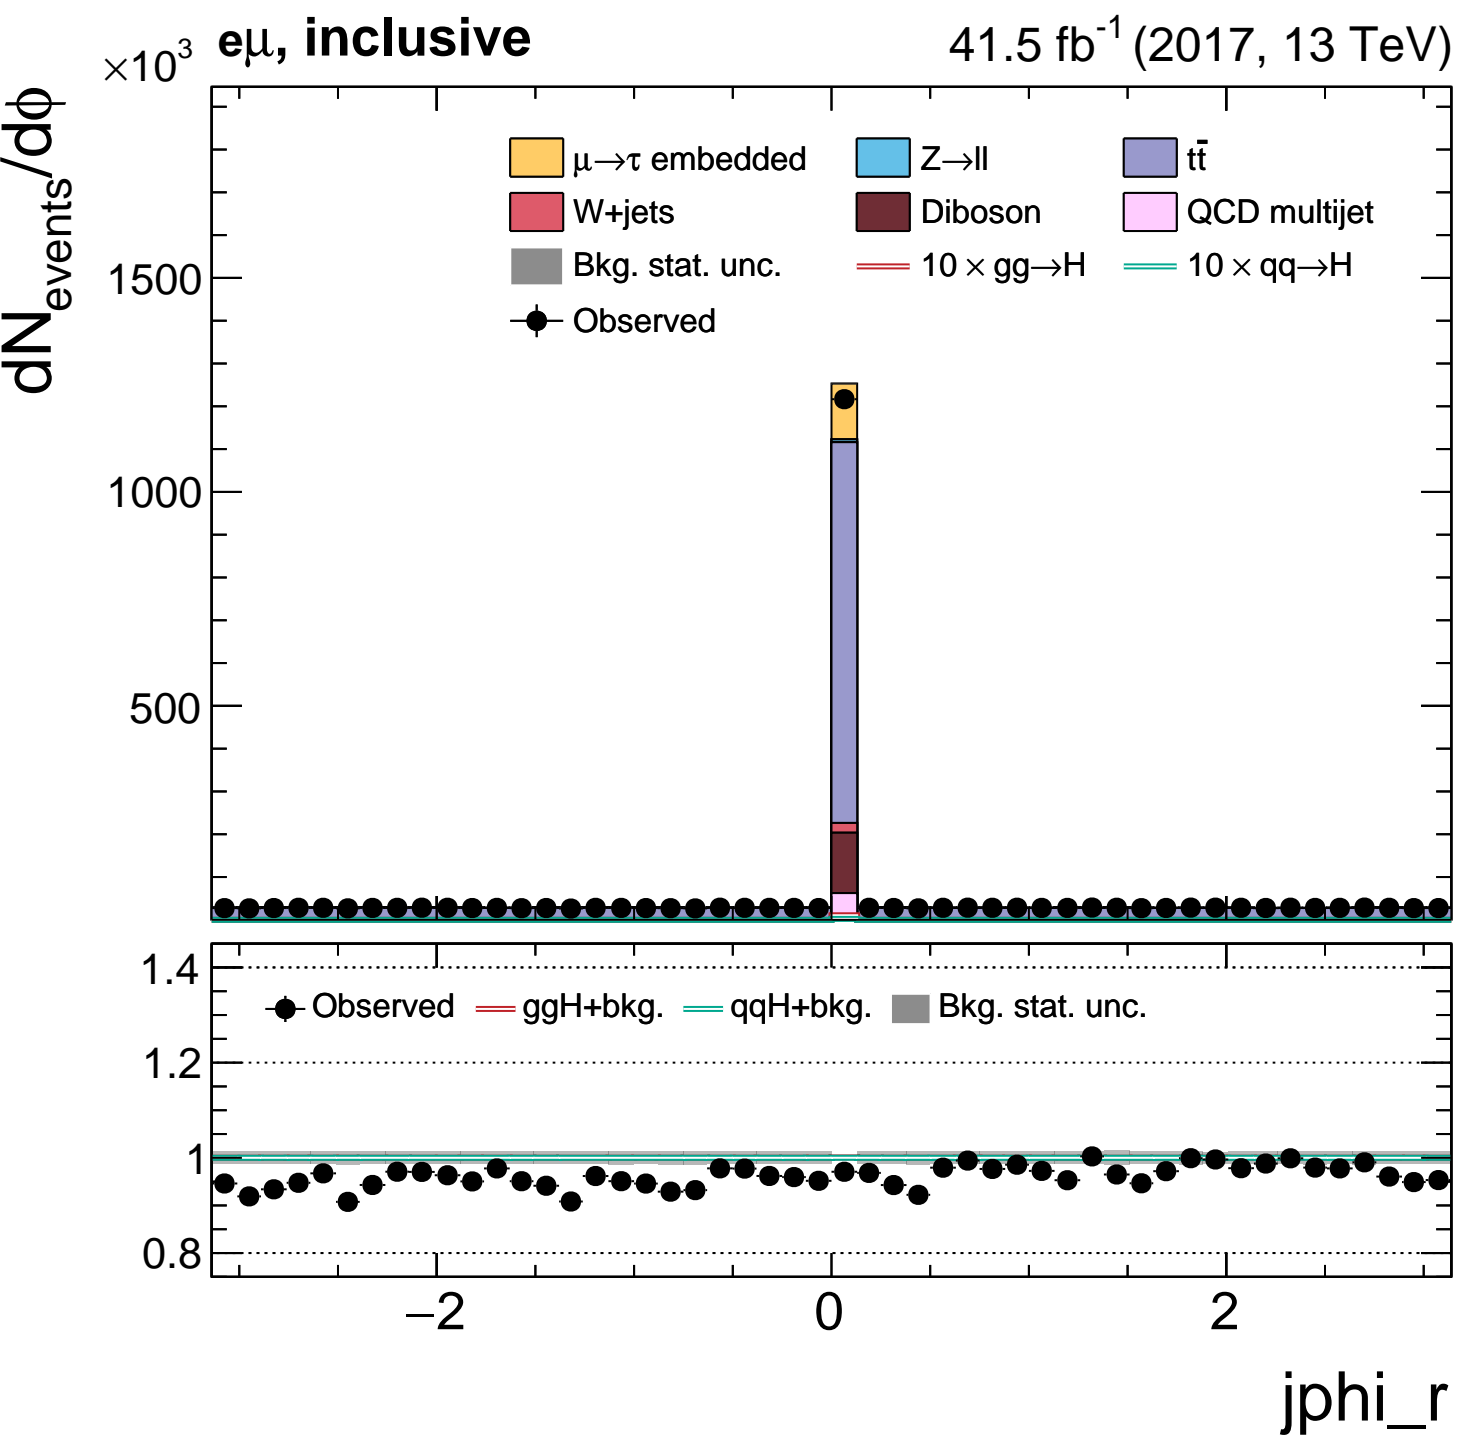 ×10³ eμ, inclusive 41.5 fb⁻¹ (2017, 13 TeV)
dN_events/dϕ
μ→τ embedded Z→ll tt̄
W+jets Diboson QCD multijet
Bkg. stat. unc. 10 × gg→H 10 × qq→H
Observed
1500
1000
500
1.4
Observed ggH+bkg. qqH+bkg. Bkg. stat. unc.
1.2
1
0.8
−2 0 2
jphi_r